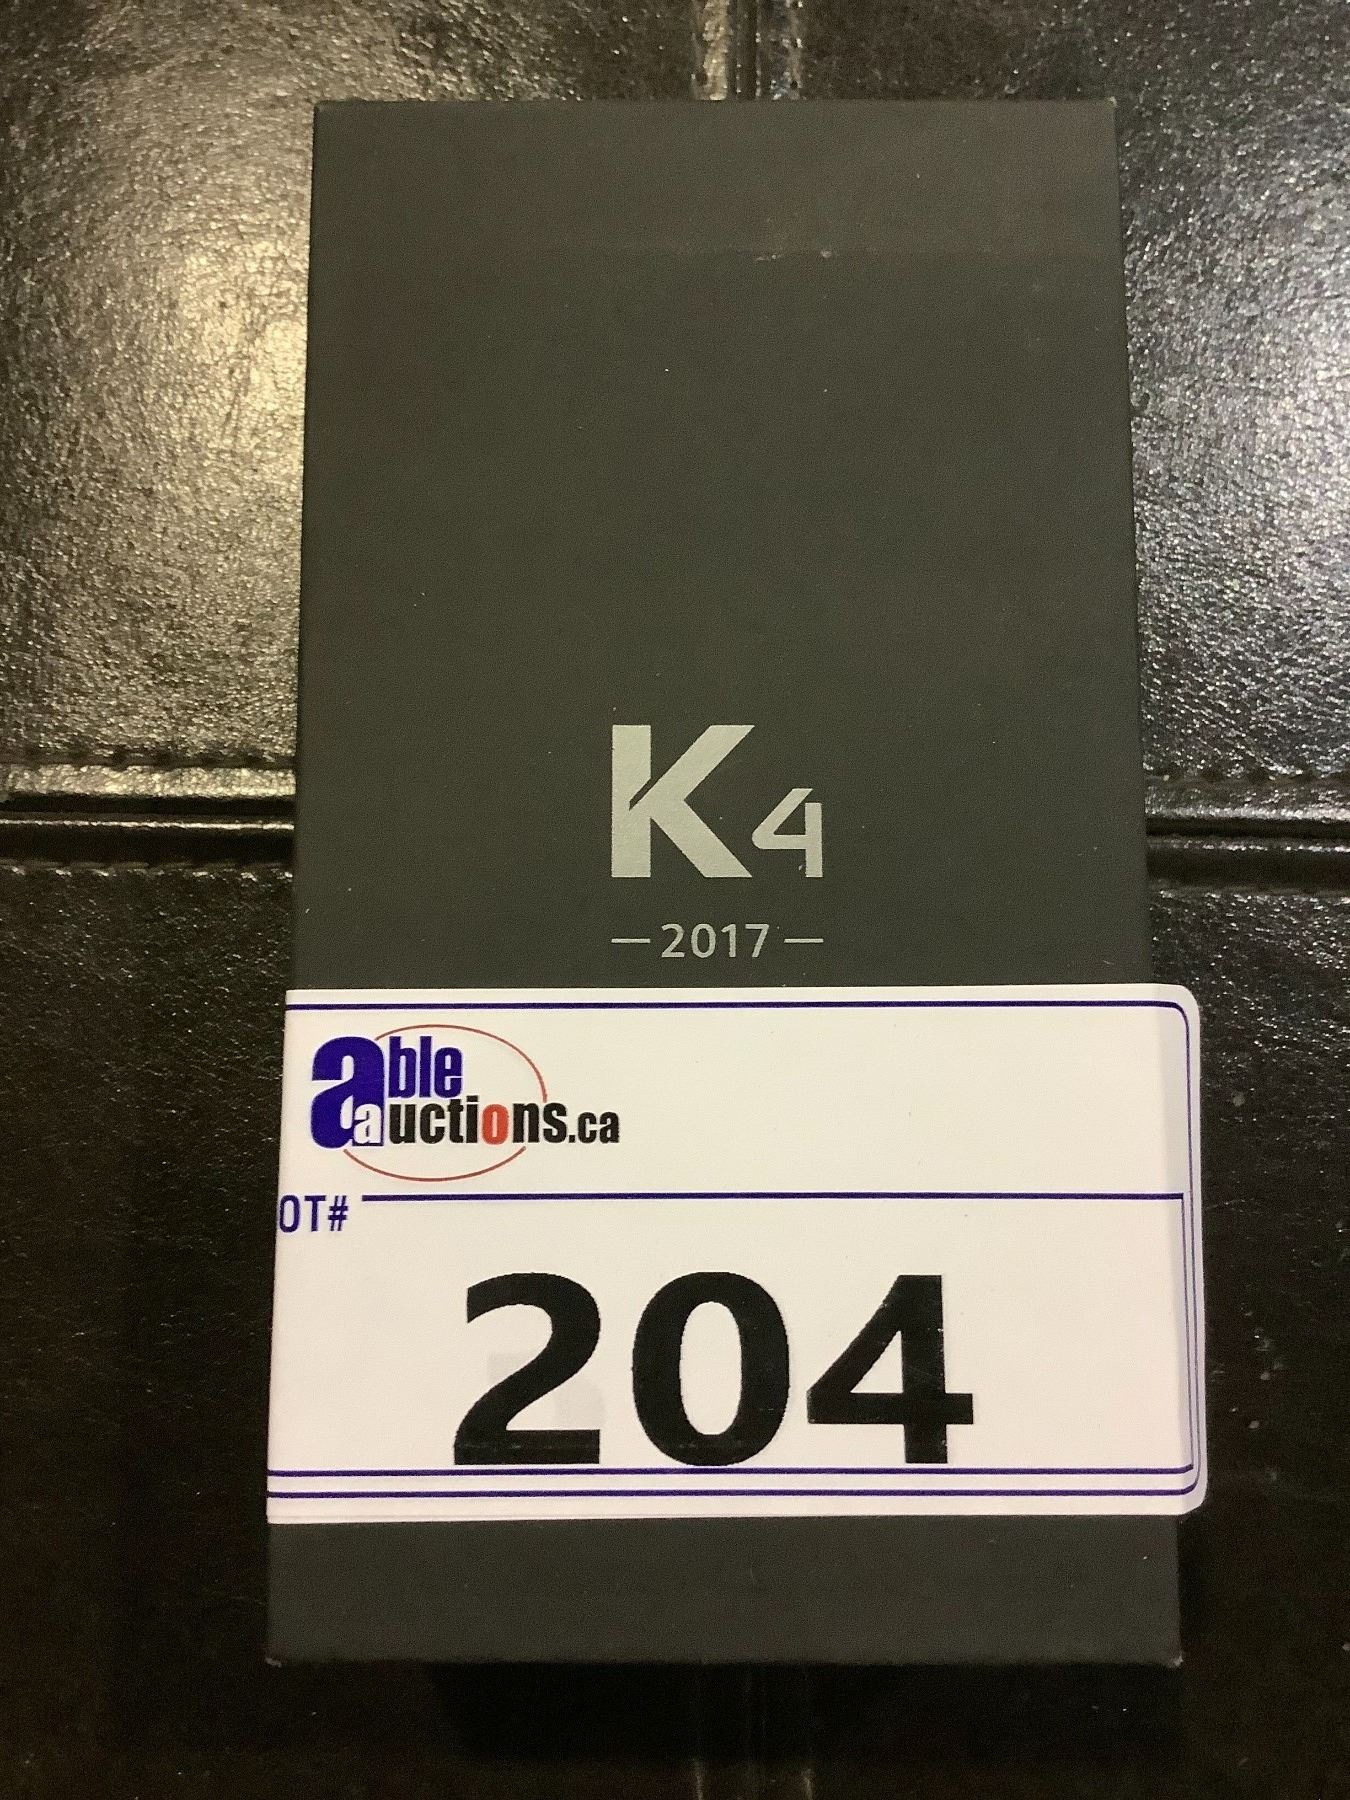 K4
— 2017 —
able
auctions.ca
OT#
204